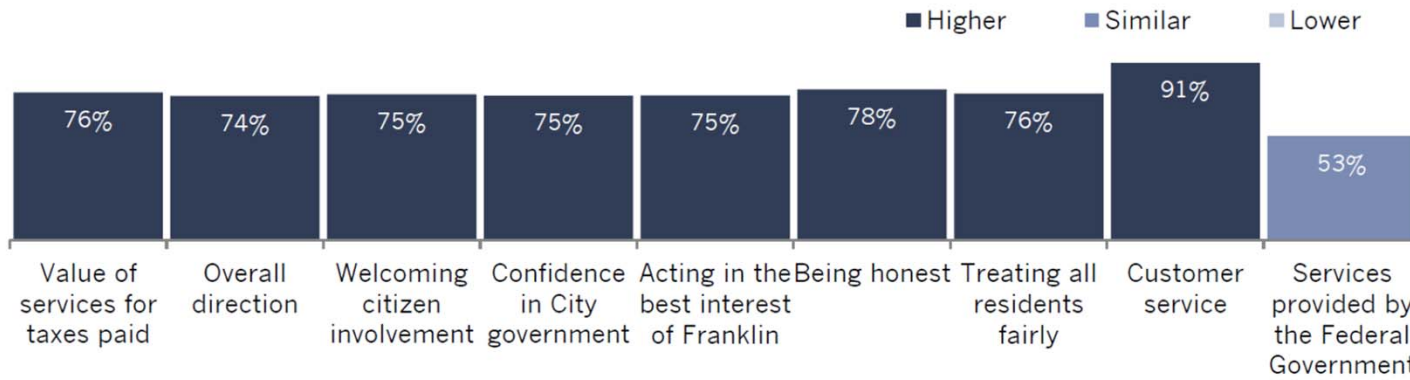 Higher Similar Lower
76% 74% 75% 75% 75% 78% 76% 91% 53%
Value of
services for
taxes paid
Overall
direction
Welcoming
citizen
involvement
Confidence
in City
government
Acting in the
best interest
of Franklin
Being honest
Treating all
residents
fairly
Customer
service
Services
provided by
the Federal
Government